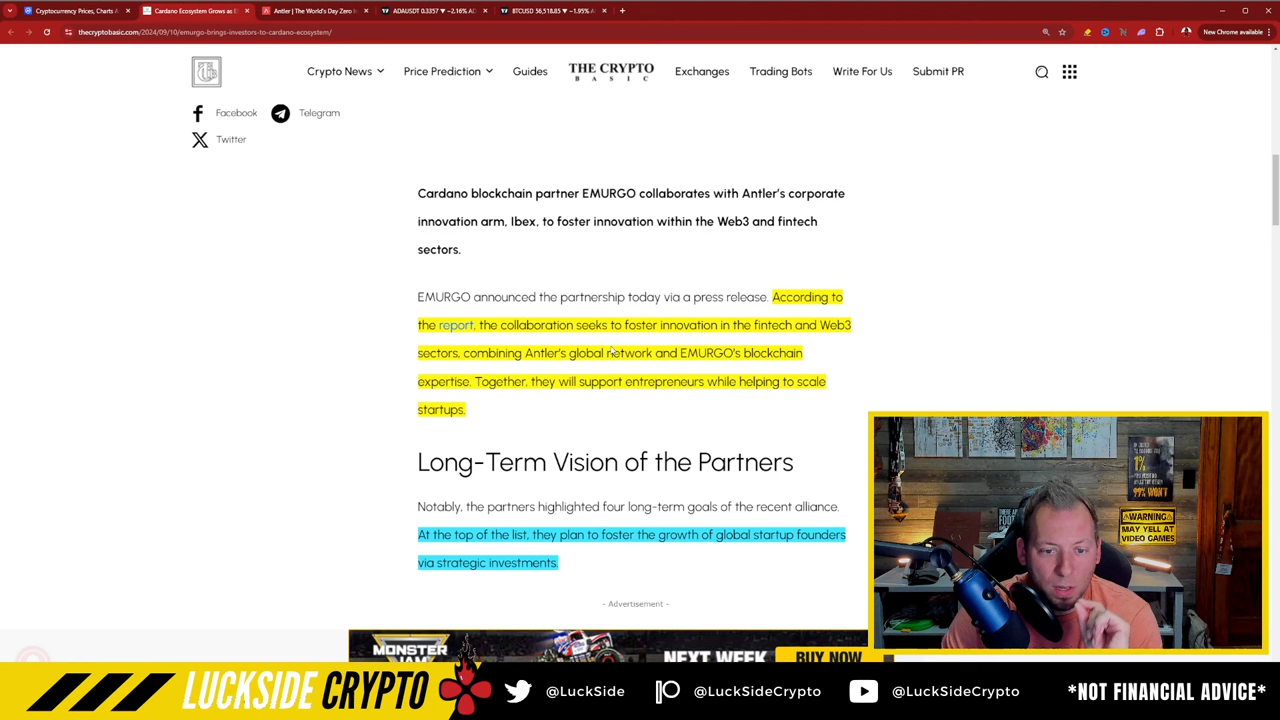 Cryptocurrency Prices, Charts A
Cardano Ecosystem Grows as E
Antler | The World's Day Zero In
ADAUSDT 0.3357 ▼ −2.16% AD
BTCUSD 56,518.85 ▼ −1.95% A
thecryptobasic.com/2024/09/10/emurgo-brings-investors-to-cardano-ecosystem/
New Chrome available
Crypto News
Price Prediction
Guides
THE CRYPTO
BASIC
Exchanges
Trading Bots
Write For Us
Submit PR
Facebook
Telegram
Twitter
Cardano blockchain partner EMURGO collaborates with Antler's corporate
innovation arm, Ibex, to foster innovation within the Web3 and fintech
sectors.
EMURGO announced the partnership today via a press release. According to
the report, the collaboration seeks to foster innovation in the fintech and Web3
sectors, combining Antler's global network and EMURGO's blockchain
expertise. Together, they will support entrepreneurs while helping to scale
startups.
Long-Term Vision of the Partners
Notably, the partners highlighted four long-term goals of the recent alliance.
At the top of the list, they plan to foster the growth of global startup founders
via strategic investments.
- Advertisement -
MONSTER
JAM
NEXT WEEK
BUY NOW
1%
99% WON'T
WARNING
MAY YELL AT
VIDEO GAMES
LUCKSIDE CRYPTO
@LuckSide
@LuckSideCrypto
@LuckSideCrypto
*NOT FINANCIAL ADVICE*